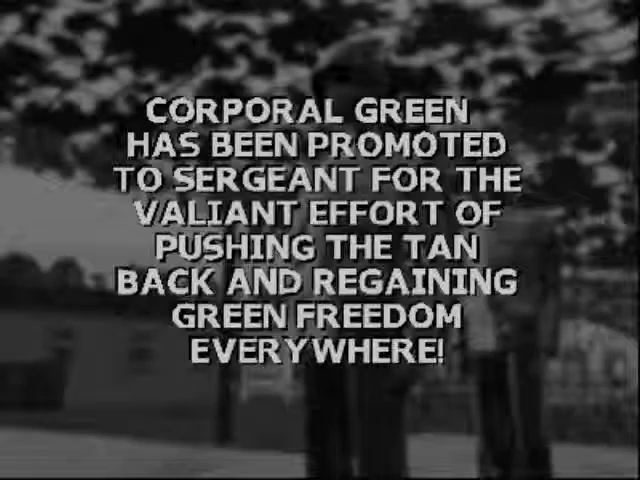 CORPORAL GREEN
HAS BEEN PROMOTED
TO SERGEANT FOR THE
VALIANT EFFORT OF
PUSHING THE TAN
BACK AND REGAINING
GREEN FREEDOM
EVERYWHERE!